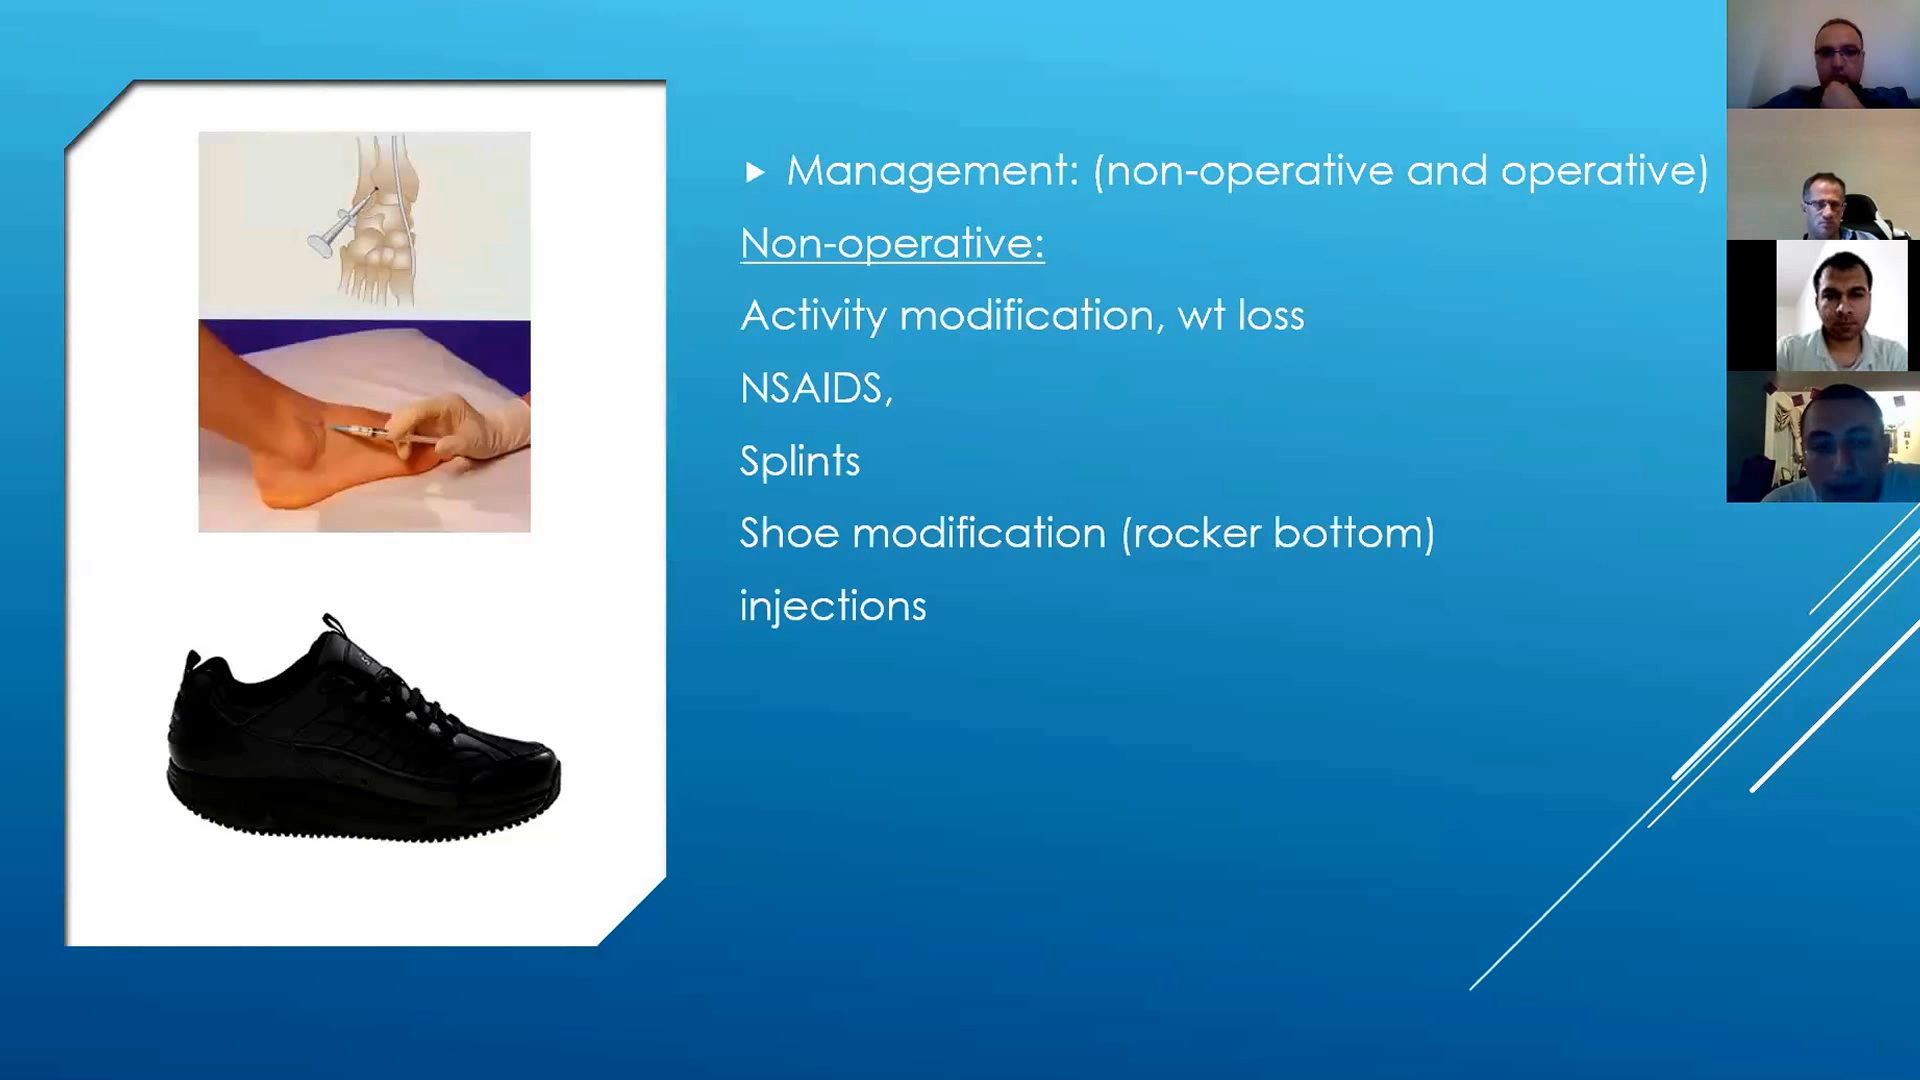 Management: (non-operative and operative)
Non-operative:
Activity modification, wt loss
NSAIDS,
Splints
Shoe modification (rocker bottom)
injections